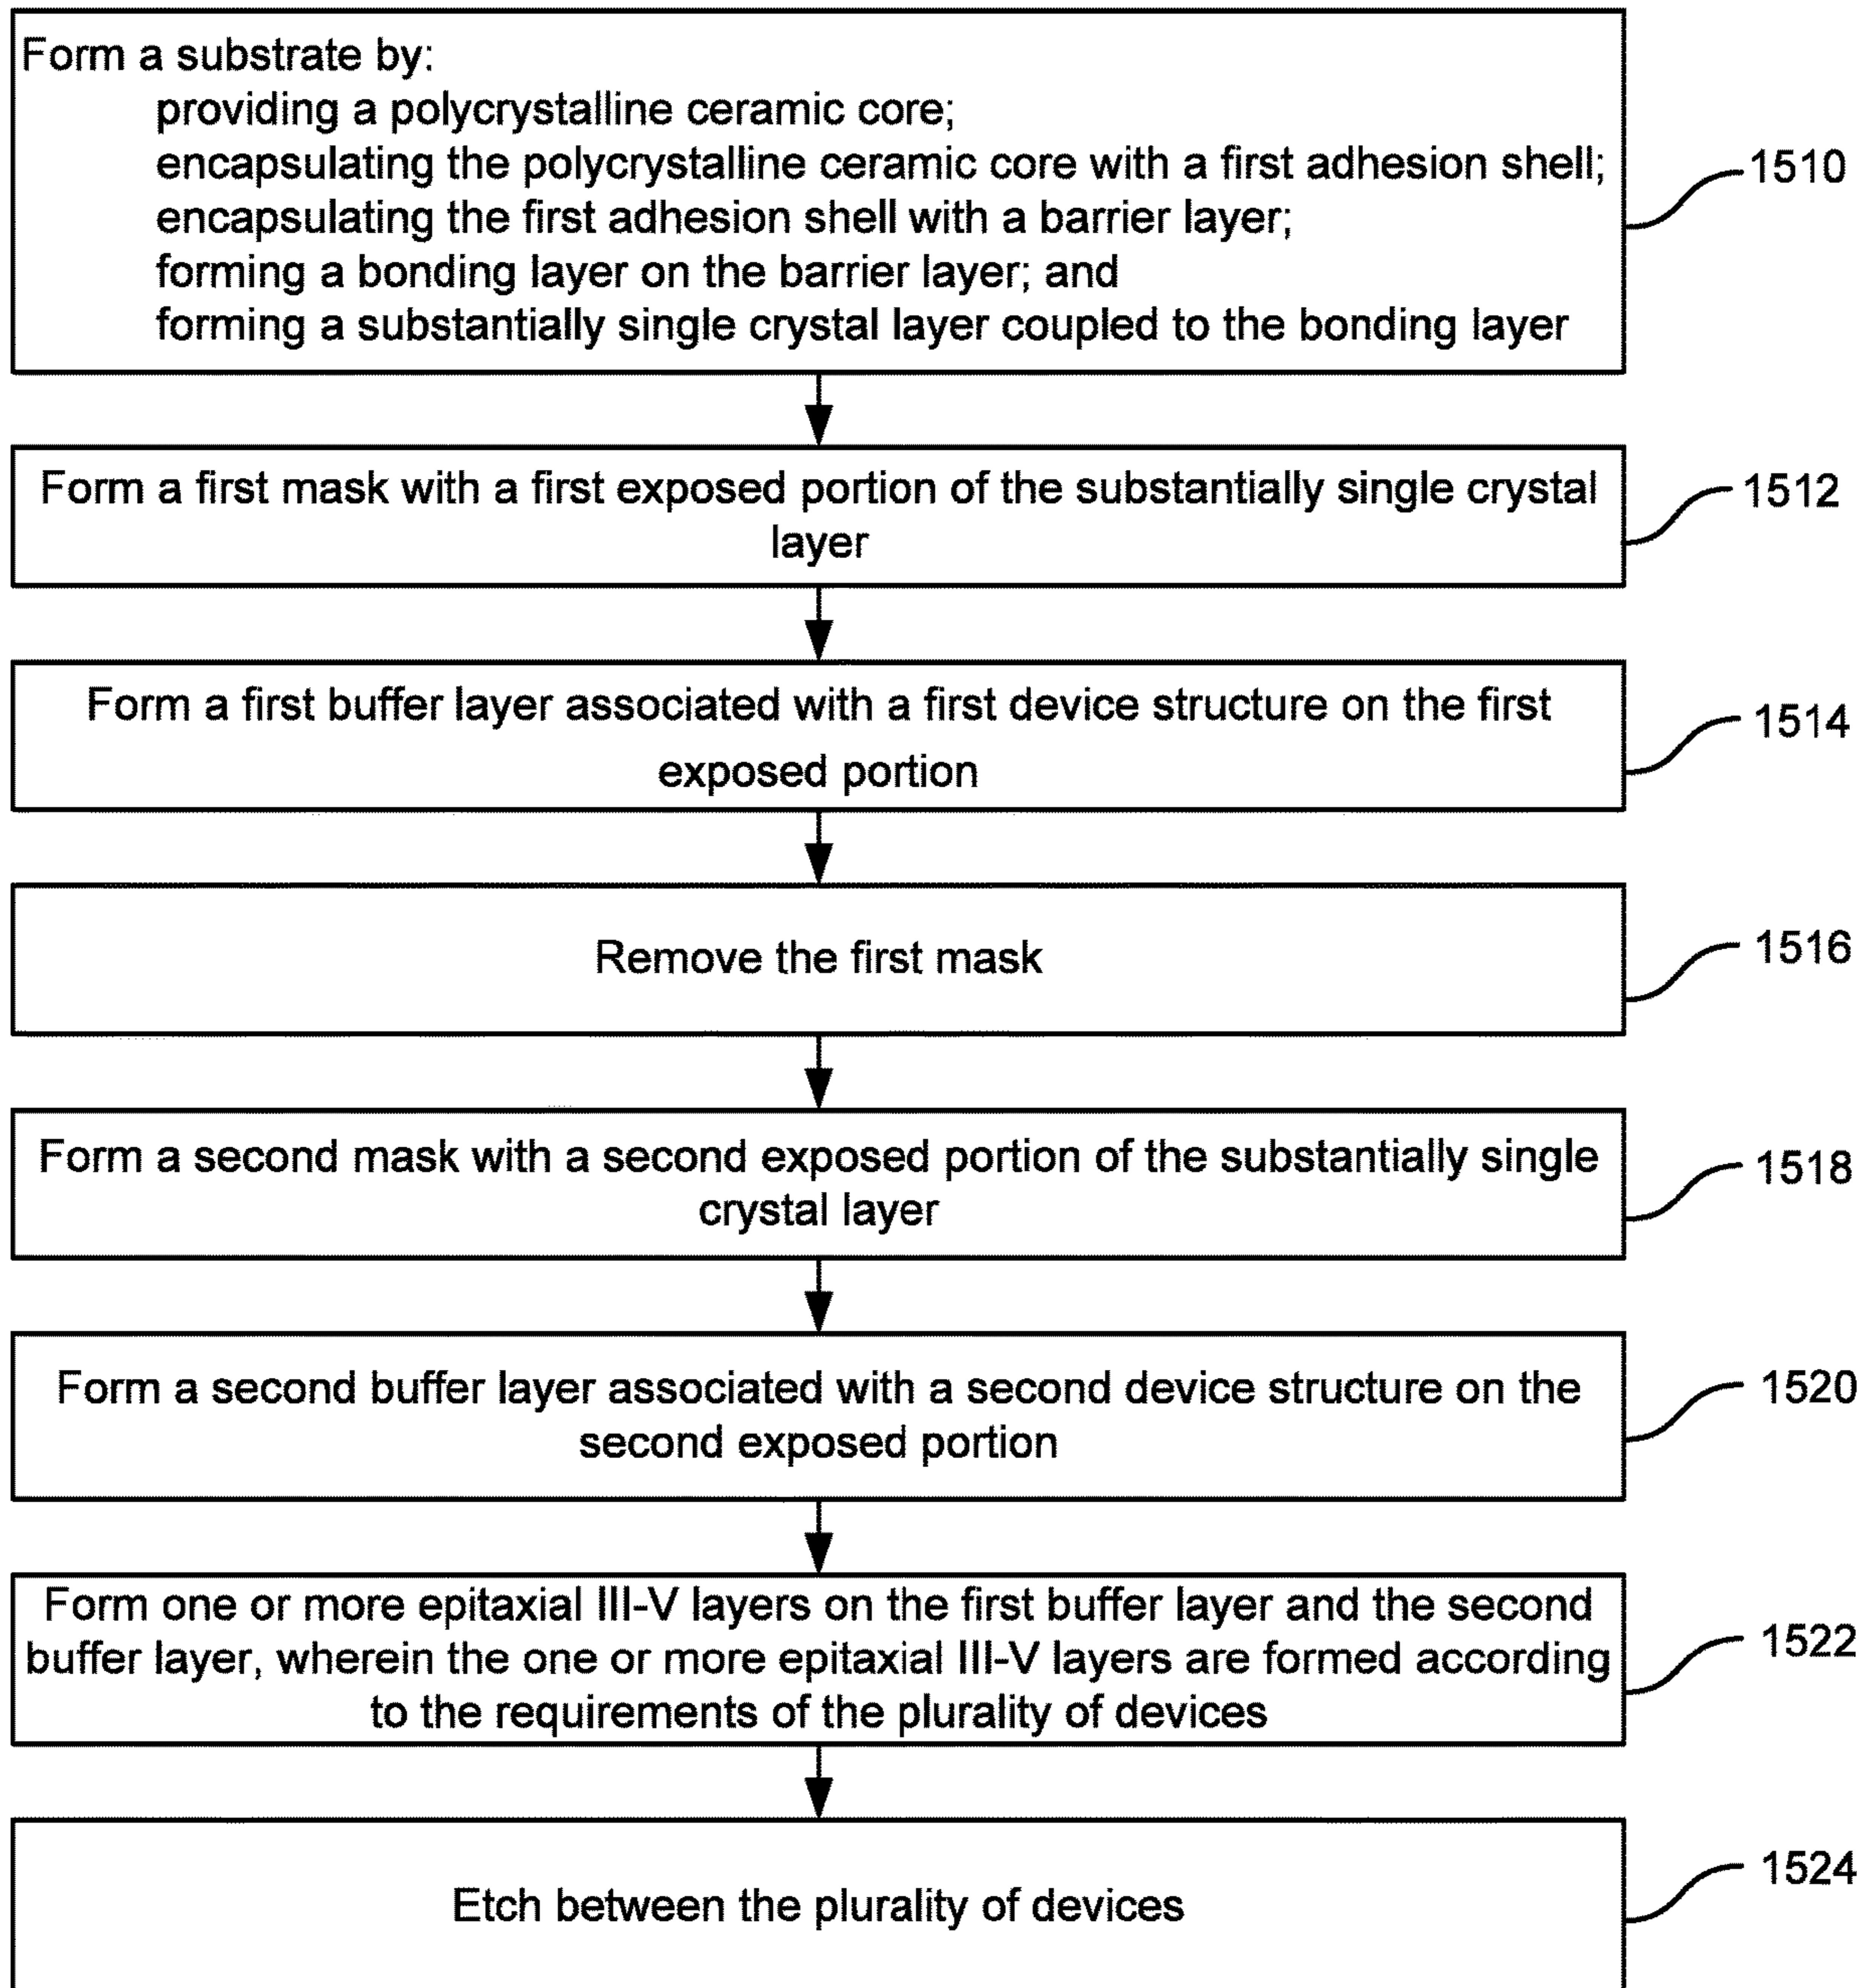 Form a substrate by:
providing a polycrystalline ceramic core;
encapsulating the polycrystalline ceramic core with a first adhesion shell;
encapsulating the first adhesion shell with a barrier layer;
forming a bonding layer on the barrier layer; and
forming a substantially single crystal layer coupled to the bonding layer
1510
Form a first mask with a first exposed portion of the substantially single crystal
layer
1512
Form a first buffer layer associated with a first device structure on the first
exposed portion
1514
Remove the first mask
1516
Form a second mask with a second exposed portion of the substantially single
crystal layer
1518
Form a second buffer layer associated with a second device structure on the
second exposed portion
1520
Form one or more epitaxial III-V layers on the first buffer layer and the second
buffer layer, wherein the one or more epitaxial III-V layers are formed according
to the requirements of the plurality of devices
1522
Etch between the plurality of devices
1524